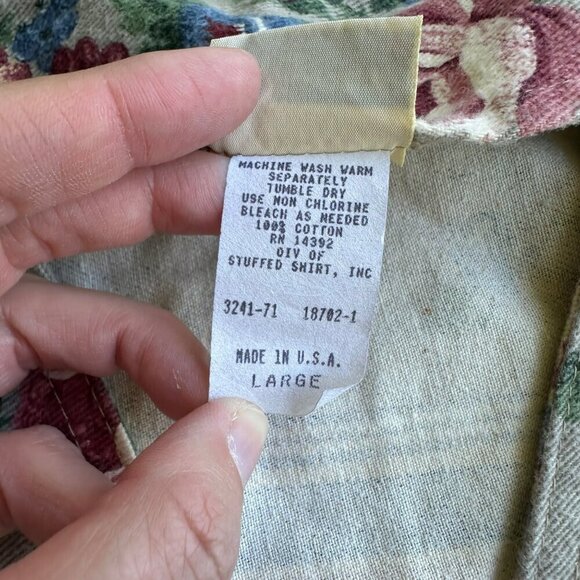 MACHINE WASH WARM
SEPARATELY
TUMBLE DRY
USE NON CHLORINE
BLEACH AS NEEDED
100% COTTON
RN 14392
DIV OF
STUFFED SHIRT, INC
3241-71 18702-1
MADE IN U.S.A.
LARGE